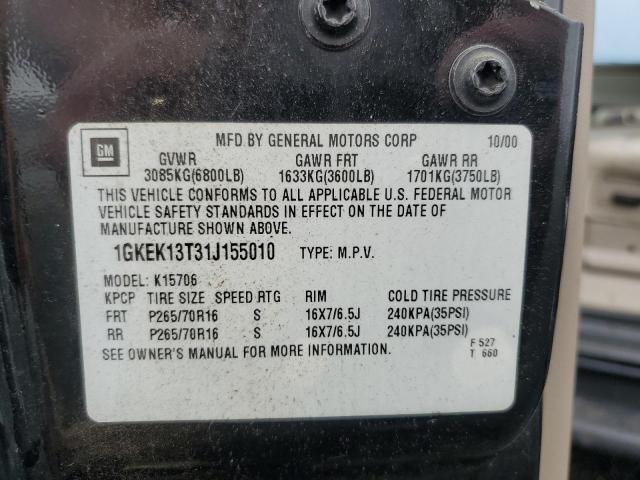 GM
MFD BY GENERAL MOTORS CORP 10/00
GVWR GAWR FRT GAWR RR
3085KG(6800LB) 1633KG(3600LB) 1701KG(3750LB)
THIS VEHICLE CONFORMS TO ALL APPLICABLE U.S. FEDERAL MOTOR
VEHICLE SAFETY STANDARDS IN EFFECT ON THE DATE OF
MANUFACTURE SHOWN ABOVE.
1GKEK13T31J155010 TYPE: M.P.V.
MODEL: K15706
KPCP TIRE SIZE SPEED RTG RIM COLD TIRE PRESSURE
FRT P265/70R16 S 16X7/6.5J 240KPA(35PSI)
RR P265/70R16 S 16X7/6.5J 240KPA(35PSI)
SEE OWNER'S MANUAL FOR MORE INFORMATION.
F 527
T 660